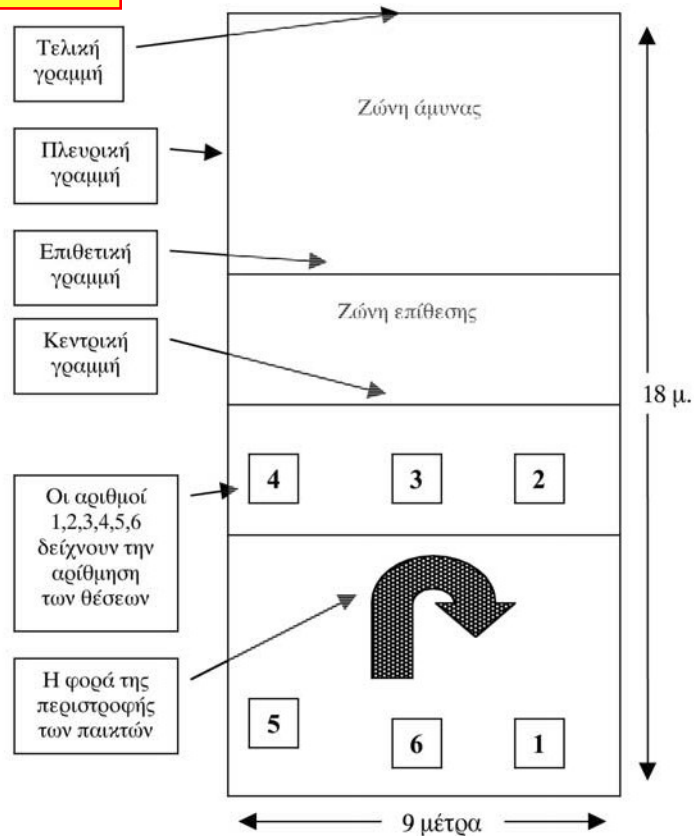 Τελική
γραμμή
Ζώνη άμυνας
Πλευρική
γραμμή
Επιθετική
γραμμή
Ζώνη επίθεσης
Κεντρική
γραμμή
18 μ.
4 3 2
Οι αριθμοί
1,2,3,4,5,6
δείχνουν την
αρίθμηση
των θέσεων
Η φορά της
περιστροφής
των παικτών
5 6 1
9 μέτρα